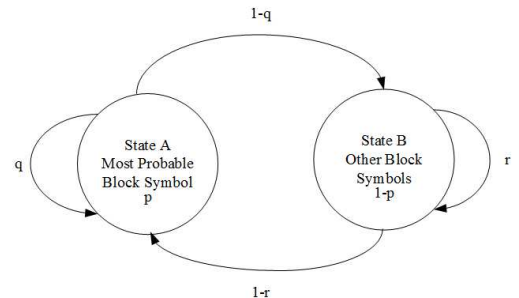 1-q
State A
Most Probable
Block Symbol
p
State B
Other Block
Symbols
1-p
q
r
1-r